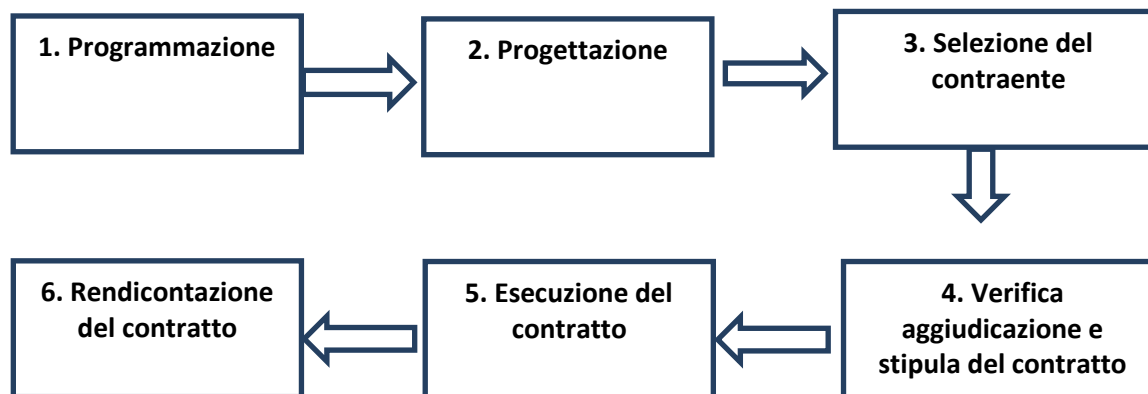 1. Programmazione
2. Progettazione
3. Selezione del
contraente
4. Verifica
aggiudicazione e
stipula del contratto
5. Esecuzione del
contratto
6. Rendicontazione
del contratto